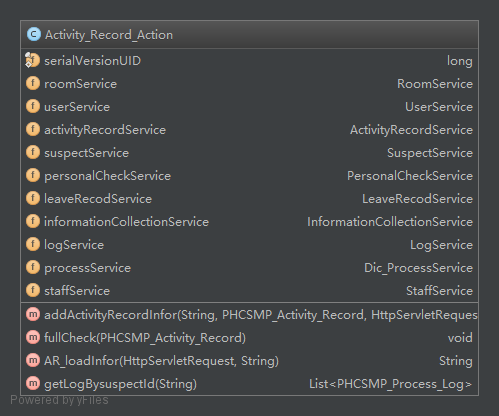 C Activity_Record_Action
f serialVersionUID long
f roomService RoomService
f userService UserService
f activityRecordService ActivityRecordService
f suspectService SuspectService
f personalCheckService PersonalCheckService
f leaveRecodService LeaveRecodService
f informationCollectionService InformationCollectionService
f logService LogService
f processService Dic_ProcessService
f staffService StaffService
m addActivityRecordInfor(String, PHCSMP_Activity_Record, HttpServletReques
m fullCheck(PHCSMP_Activity_Record) void
m AR_loadInfor(HttpServletRequest, String) String
m getLogBysuspectId(String) List<PHCSMP_Process_Log>
Powered by yFiles